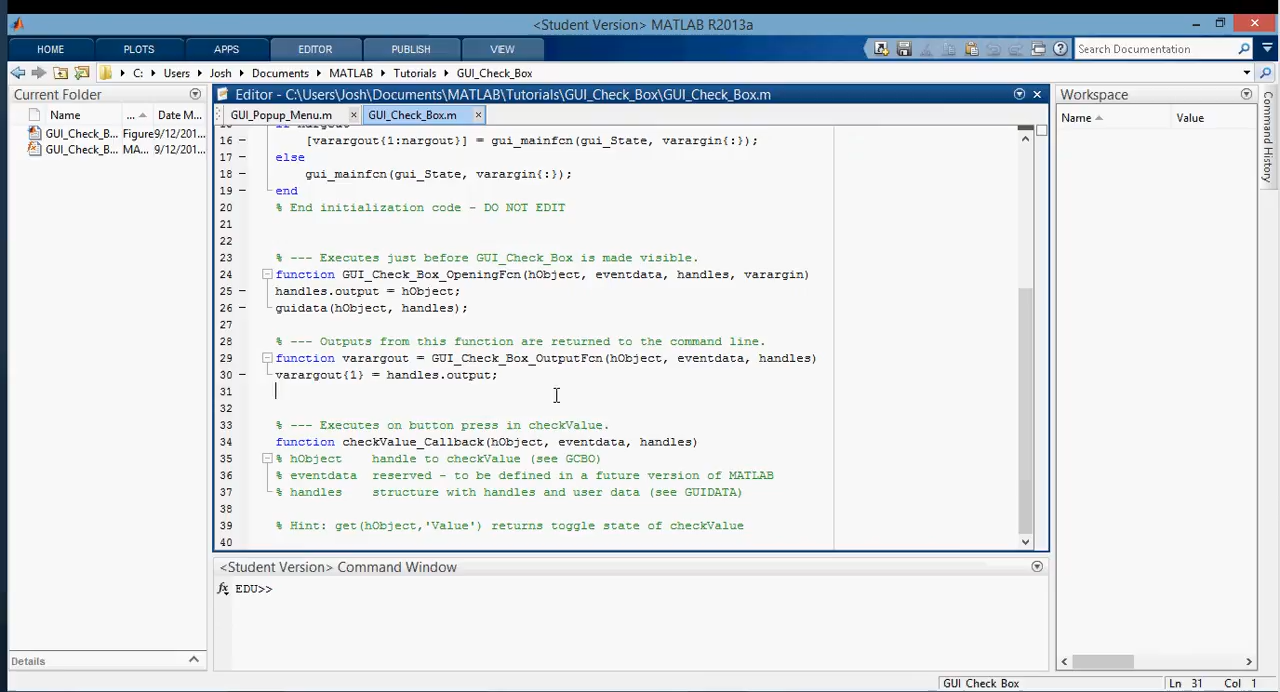 <Student Version> MATLAB R2013a
HOME PLOTS APPS EDITOR PUBLISH VIEW Search Documentation
C: Users Josh Documents MATLAB Tutorials GUI_Check_Box
Current Folder
Name ... Date M...
GUI_Check_B... Figure9/12/201...
GUI_Check_B... MA... 9/12/201...
Details
Editor - C:\Users\Josh\Documents\MATLAB\Tutorials\GUI_Check_Box\GUI_Check_Box.m
GUI_Popup_Menu.m GUI_Check_Box.m
16 - [varargout{1:nargout}] = gui_mainfcn(gui_State, varargin{:});
17 - else
18 - gui_mainfcn(gui_State, varargin{:});
19 - end
20 % End initialization code - DO NOT EDIT
21
22
23 % --- Executes just before GUI_Check_Box is made visible.
24 function GUI_Check_Box_OpeningFcn(hObject, eventdata, handles, varargin)
25 - handles.output = hObject;
26 - guidata(hObject, handles);
27
28 % --- Outputs from this function are returned to the command line.
29 function varargout = GUI_Check_Box_OutputFcn(hObject, eventdata, handles)
30 - varargout{1} = handles.output;
31
32
33 % --- Executes on button press in checkValue.
34 function checkValue_Callback(hObject, eventdata, handles)
35 % hObject    handle to checkValue (see GCBO)
36 % eventdata  reserved - to be defined in a future version of MATLAB
37 % handles    structure with handles and user data (see GUIDATA)
38
39 % Hint: get(hObject,'Value') returns toggle state of checkValue
40
<Student Version> Command Window
fx EDU>>
Workspace
Name Value
Command History
GUI Check Box Ln 31 Col 1